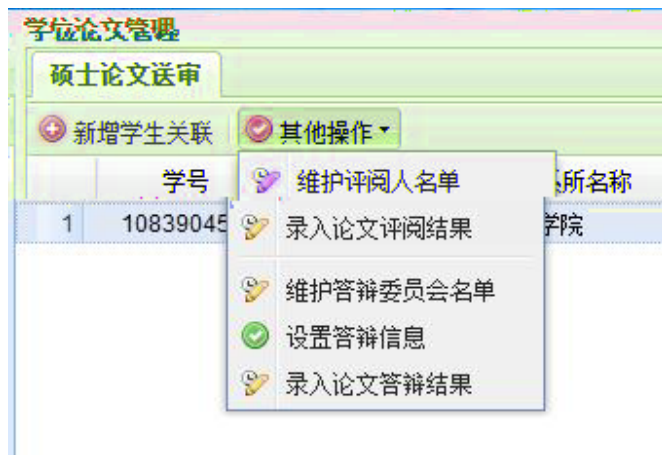 学位论文管理
硕士论文送审
新增学生关联 其他操作
学号 所名称
1 10839045 学院
维护评阅人名单
录入论文评阅结果
维护答辩委员会名单
设置答辩信息
录入论文答辩结果